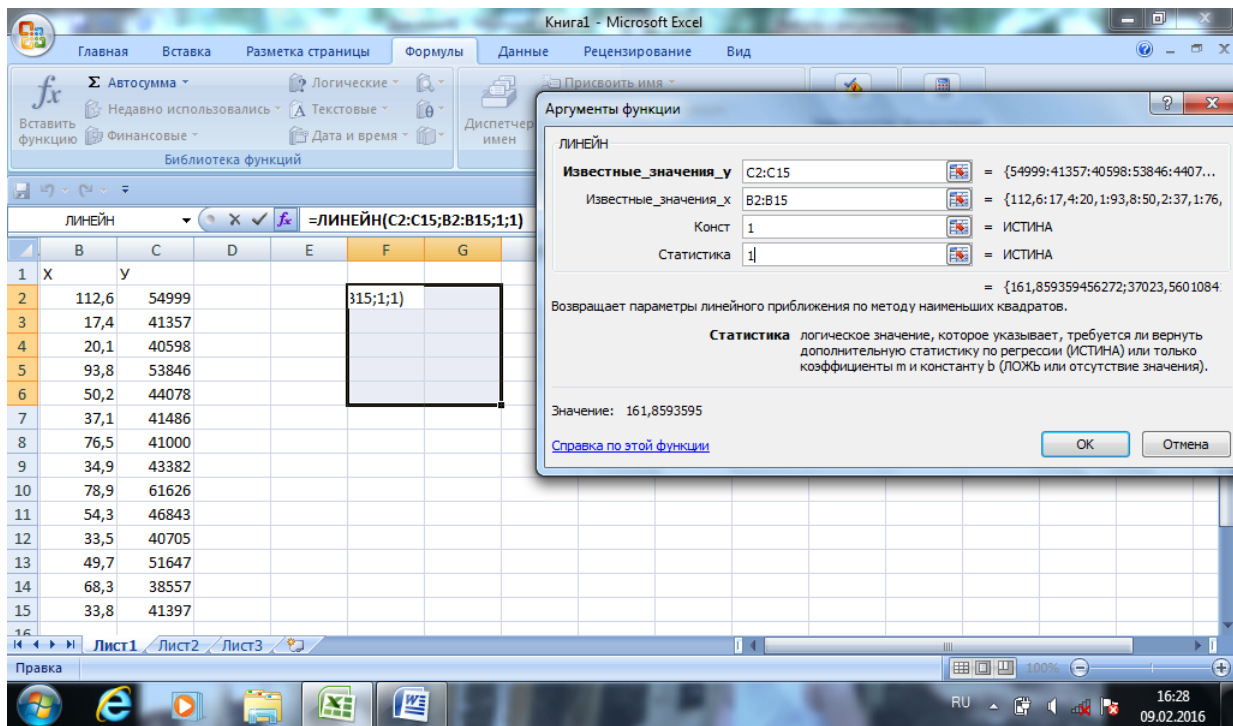 Книга1 - Microsoft Excel
Главная Вставка Разметка страницы Формулы Данные Рецензирование Вид
fx Вставить функцию
Σ Автосумма
Недавно использовались
Финансовые
Логические
Текстовые
Дата и время
Библиотека функций
Диспетчер имен
Присвоить имя
ЛИНЕЙН fx =ЛИНЕЙН(C2:C15;B2:B15;1;1)
B C D E F G
1 X У
2 112,6 54999 315;1;1)
3 17,4 41357
4 20,1 40598
5 93,8 53846
6 50,2 44078
7 37,1 41486
8 76,5 41000
9 34,9 43382
10 78,9 61626
11 54,3 46843
12 33,5 40705
13 49,7 51647
14 68,3 38557
15 33,8 41397
16
Аргументы функции
ЛИНЕЙН
Известные_значения_y C2:C15 = {54999:41357:40598:53846:4407...
Известные_значения_x B2:B15 = {112,6:17,4:20,1:93,8:50,2:37,1:76,
Конст 1 = ИСТИНА
Статистика 1 = ИСТИНА
= {161,859359456272;37023,5601084:
Возвращает параметры линейного приближения по методу наименьших квадратов.
Статистика логическое значение, которое указывает, требуется ли вернуть
дополнительную статистику по регрессии (ИСТИНА) или только
коэффициенты m и константу b (ЛОЖЬ или отсутствие значения).
Значение: 161,8593595
Справка по этой функции
OK Отмена
Лист1 Лист2 Лист3
Правка 100%
RU 16:28
09.02.2016